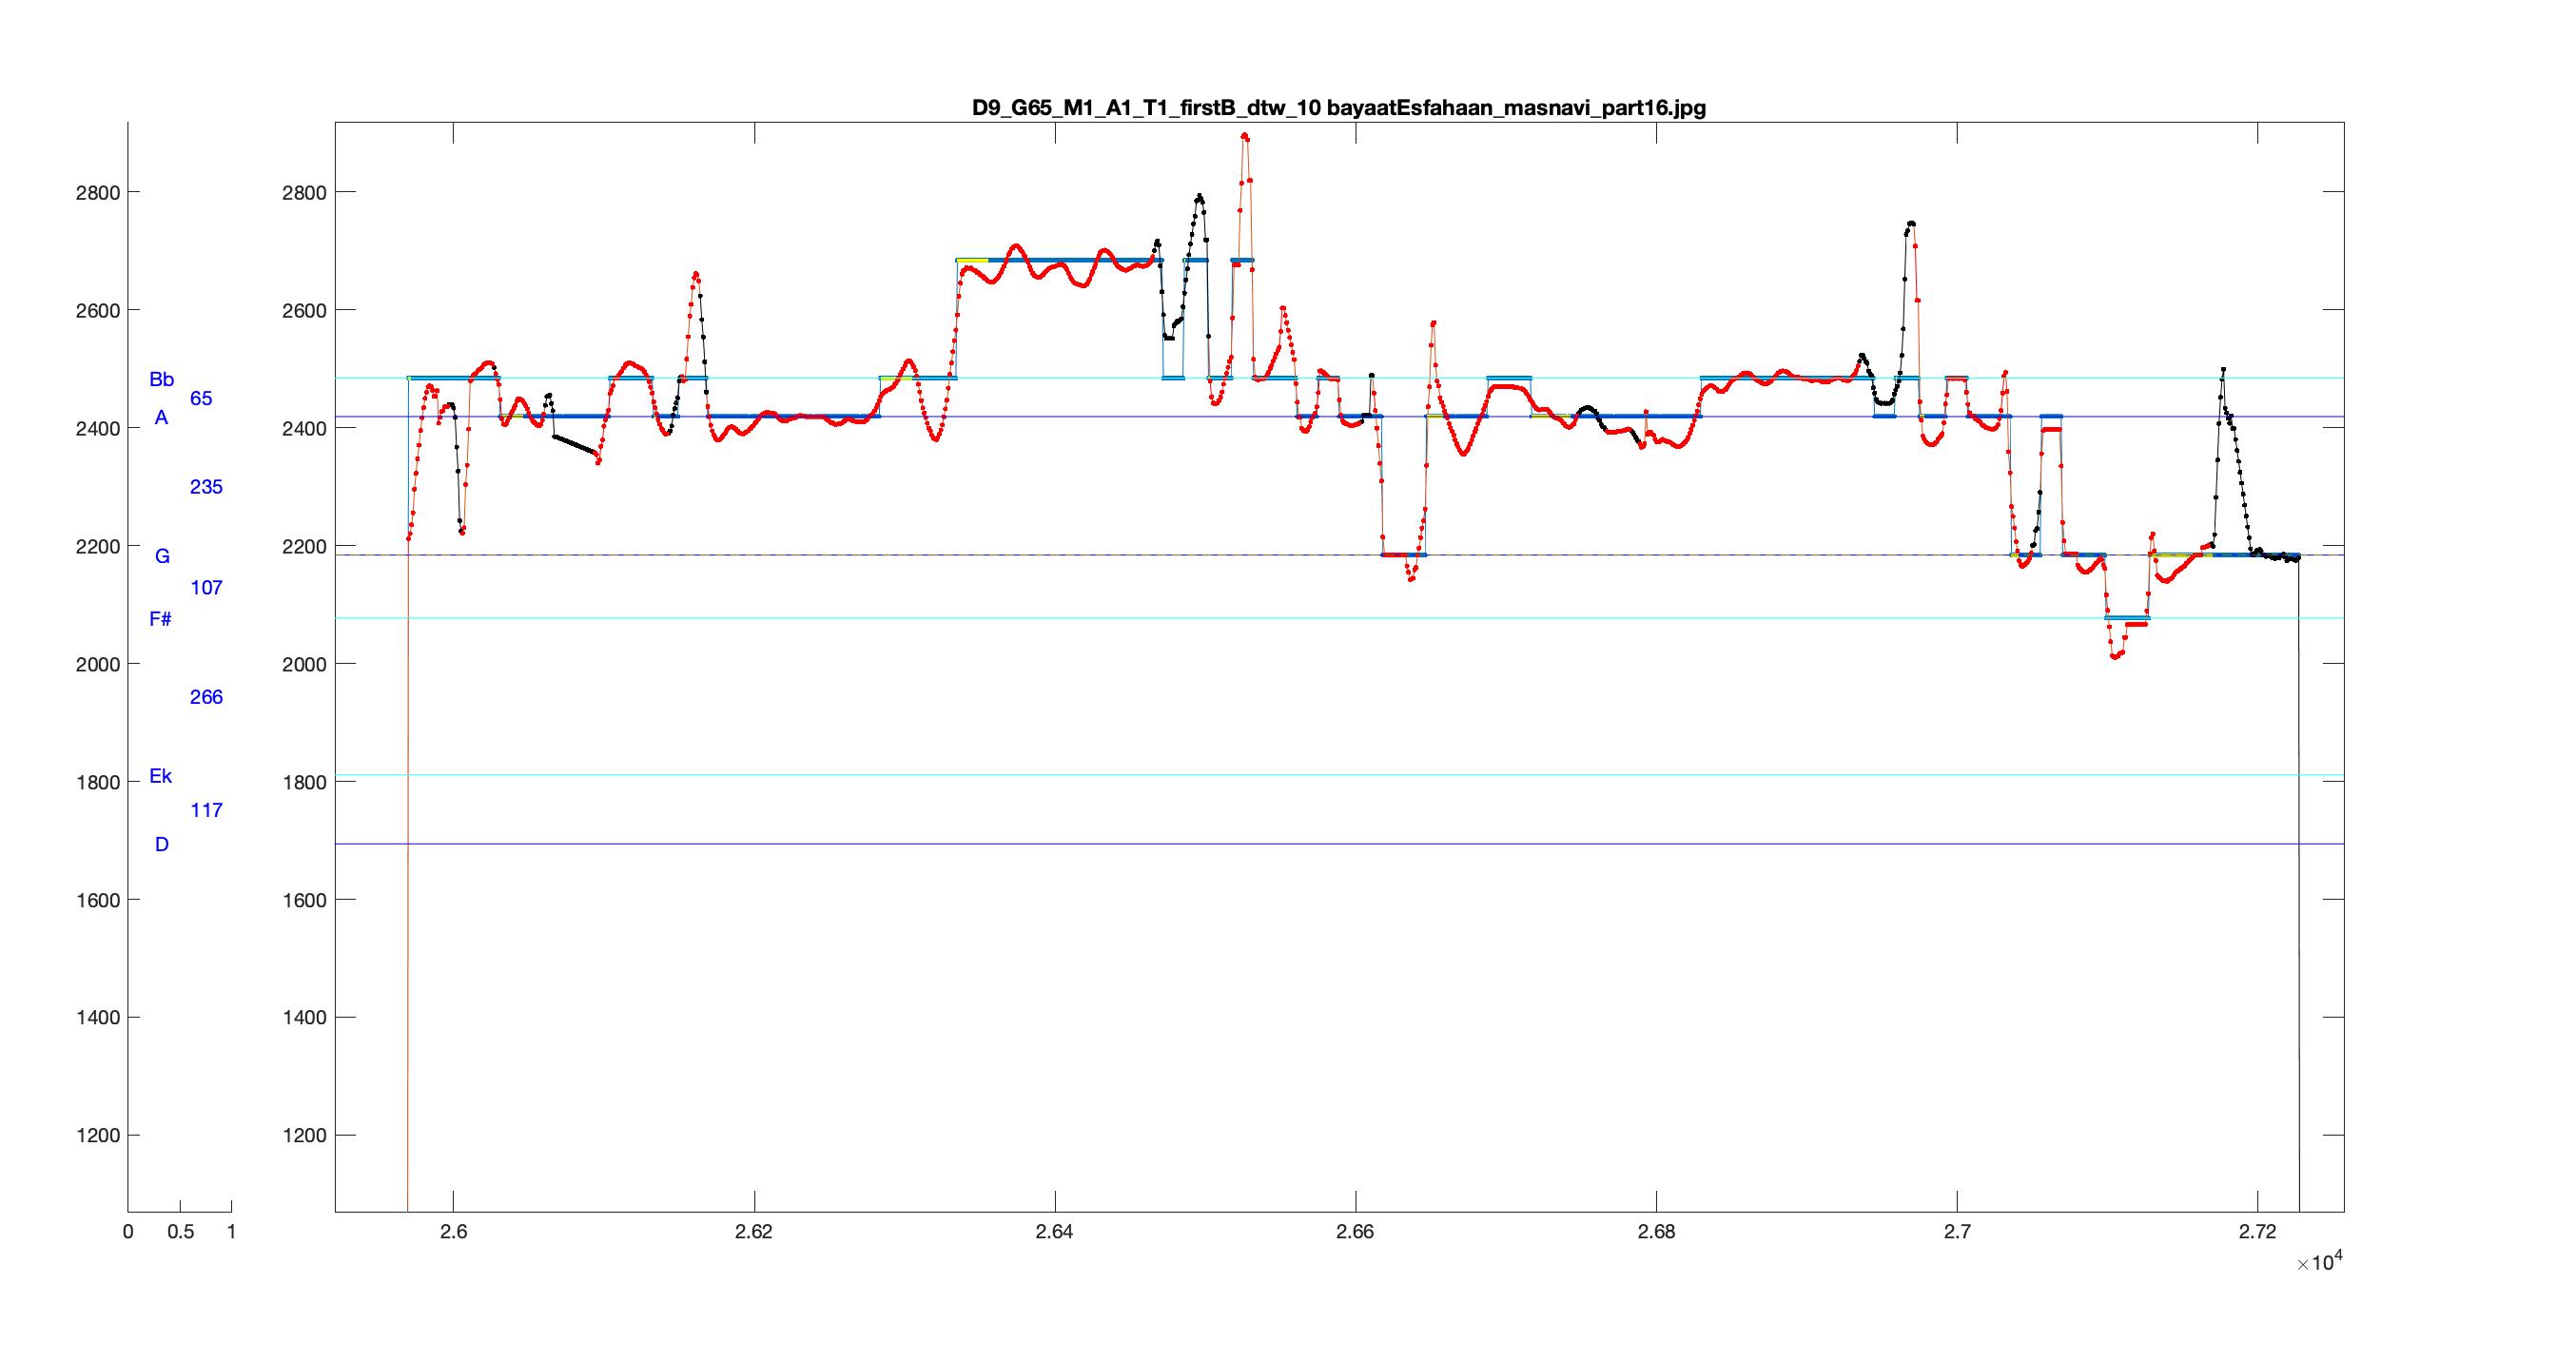 D9_G65_M1_A1_T1_firstB_dtw_10 bayaatEsfahaan_masnavi_part16.jpg
2800 2800
2600 2600
Bb
65
A
2400 2400
235
2200 2200
G
107
F#
2000 2000
266
Ek
1800 1800
117
D
1600 1600
1400 1400
1200 1200
0 0.5 1 2.6 2.62 2.64 2.66 2.68 2.7 2.72
×10^4